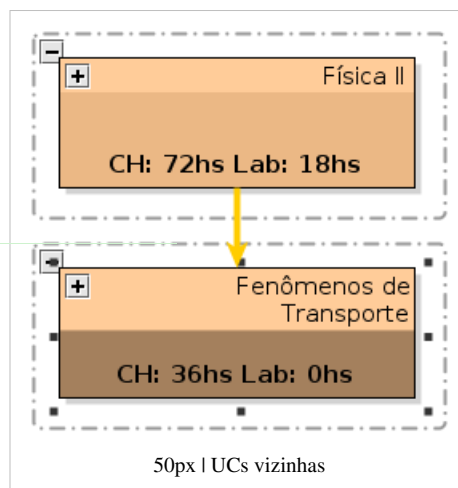 Física II
CH: 72hs Lab: 18hs
Fenômenos de
Transporte
CH: 36hs Lab: 0hs
50px | UCs vizinhas